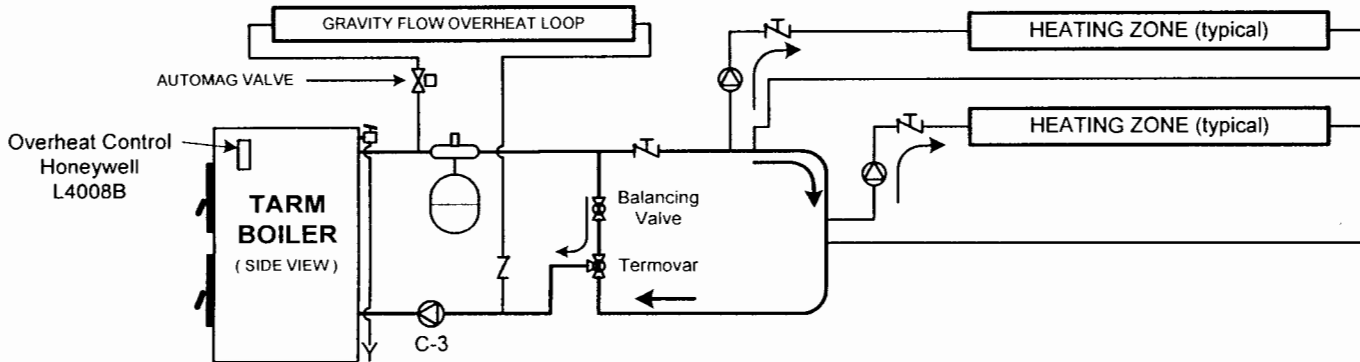 GRAVITY FLOW OVERHEAT LOOP
HEATING ZONE (typical)
AUTOMAG VALVE
HEATING ZONE (typical)
Overheat Control
Honeywell
L4008B
TARM
BOILER
( SIDE VIEW )
Balancing
Valve
Termovar
C-3